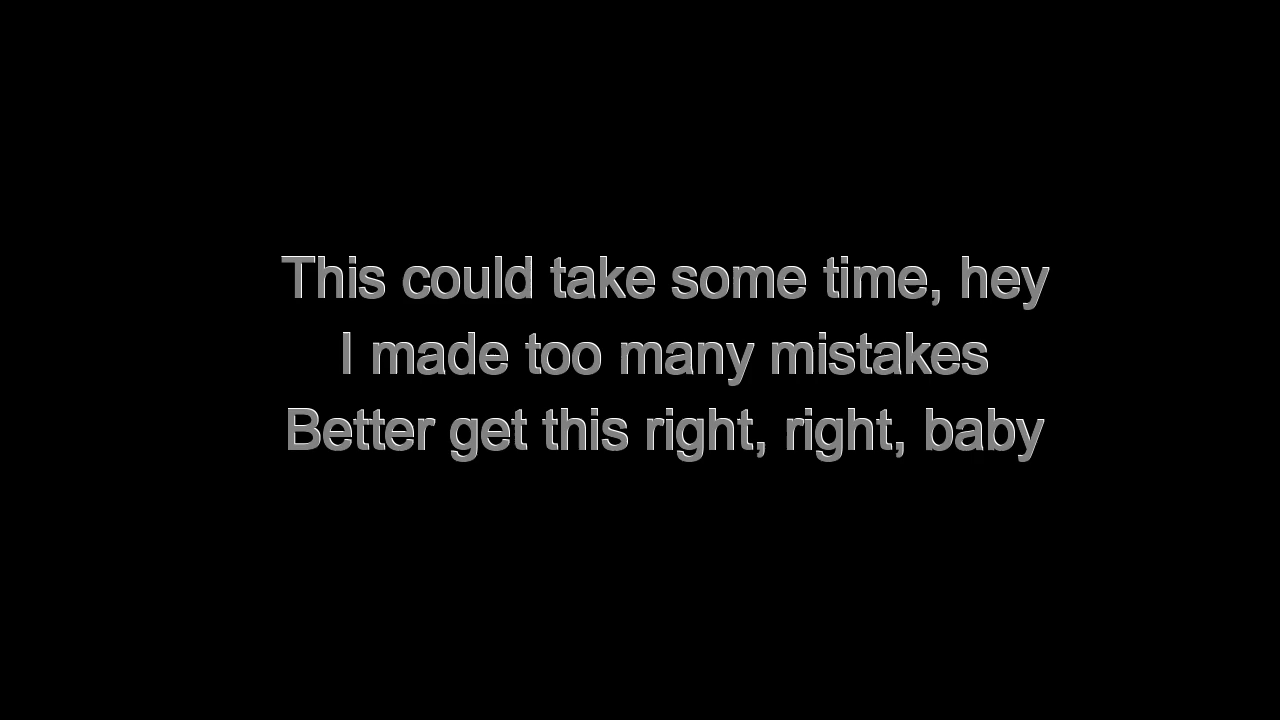 This could take some time, hey
I made too many mistakes
Better get this right, right, baby